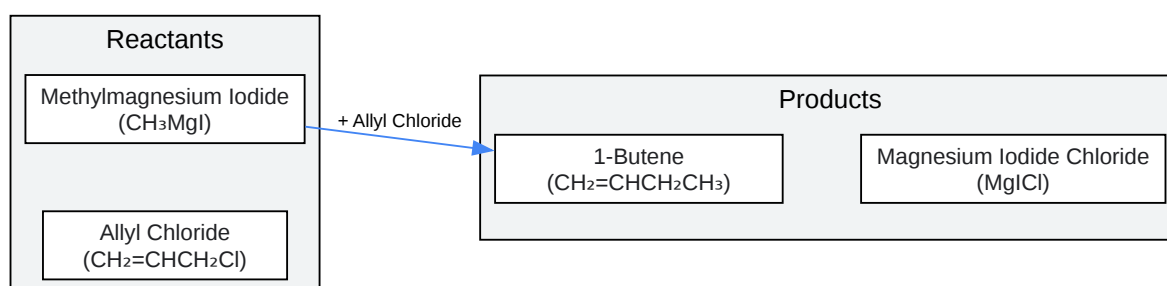 Reactants
Methylmagnesium Iodide
(CH₃MgI)
+ Allyl Chloride
Allyl Chloride
(CH₂=CHCH₂Cl)
Products
1-Butene
(CH₂=CHCH₂CH₃)
Magnesium Iodide Chloride
(MgICl)